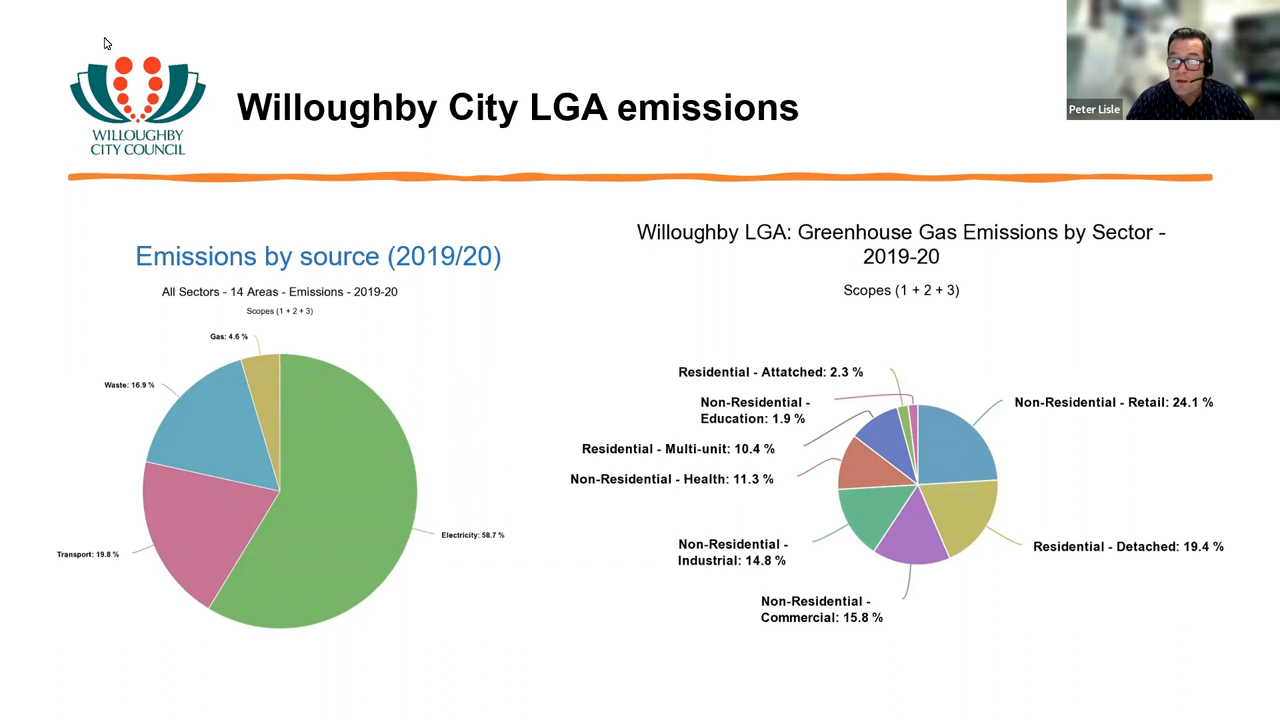 Peter Lisle
WILLOUGHBY
CITY COUNCIL
Willoughby City LGA emissions
Emissions by source (2019/20)
All Sectors - 14 Areas - Emissions - 2019-20
Scopes (1 + 2 + 3)
Gas: 4.6 %
Waste: 16.9 %
Transport: 19.8 %
Electricity: 58.7 %
Willoughby LGA: Greenhouse Gas Emissions by Sector -
2019-20
Scopes (1 + 2 + 3)
Residential - Attatched: 2.3 %
Non-Residential -
Education: 1.9 %
Residential - Multi-unit: 10.4 %
Non-Residential - Health: 11.3 %
Non-Residential -
Industrial: 14.8 %
Non-Residential -
Commercial: 15.8 %
Non-Residential - Retail: 24.1 %
Residential - Detached: 19.4 %